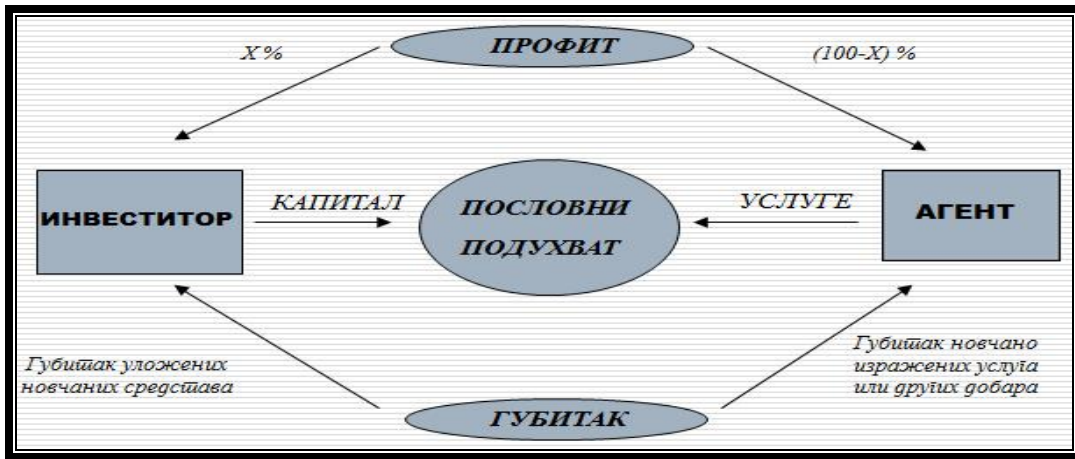 ПРОФИТ
X %
(100-X) %
ИНВЕСТИТОР
КАПИТАЛ
ПОСЛОВНИ
ПОДУХВАТ
УСЛУГЕ
АГЕНТ
Губитак уложених
новчаних средстава
ГУБИТАК
Губитак новчано
изражених услуга
или других добара